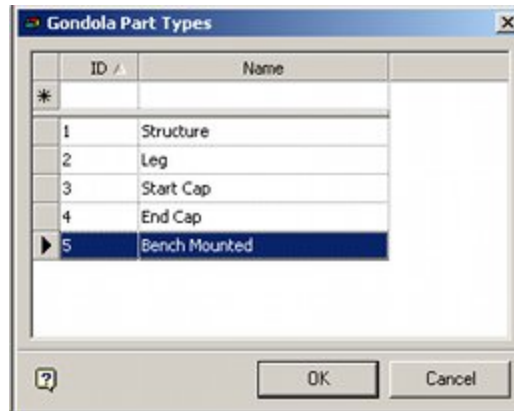 Gondola Part Types
ID Name
*
1 Structure
2 Leg
3 Start Cap
4 End Cap
5 Bench Mounted
? OK Cancel